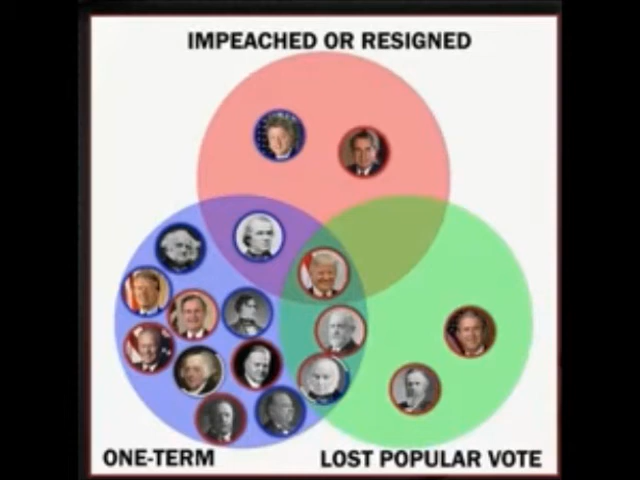 IMPEACHED OR RESIGNED
ONE-TERM
LOST POPULAR VOTE